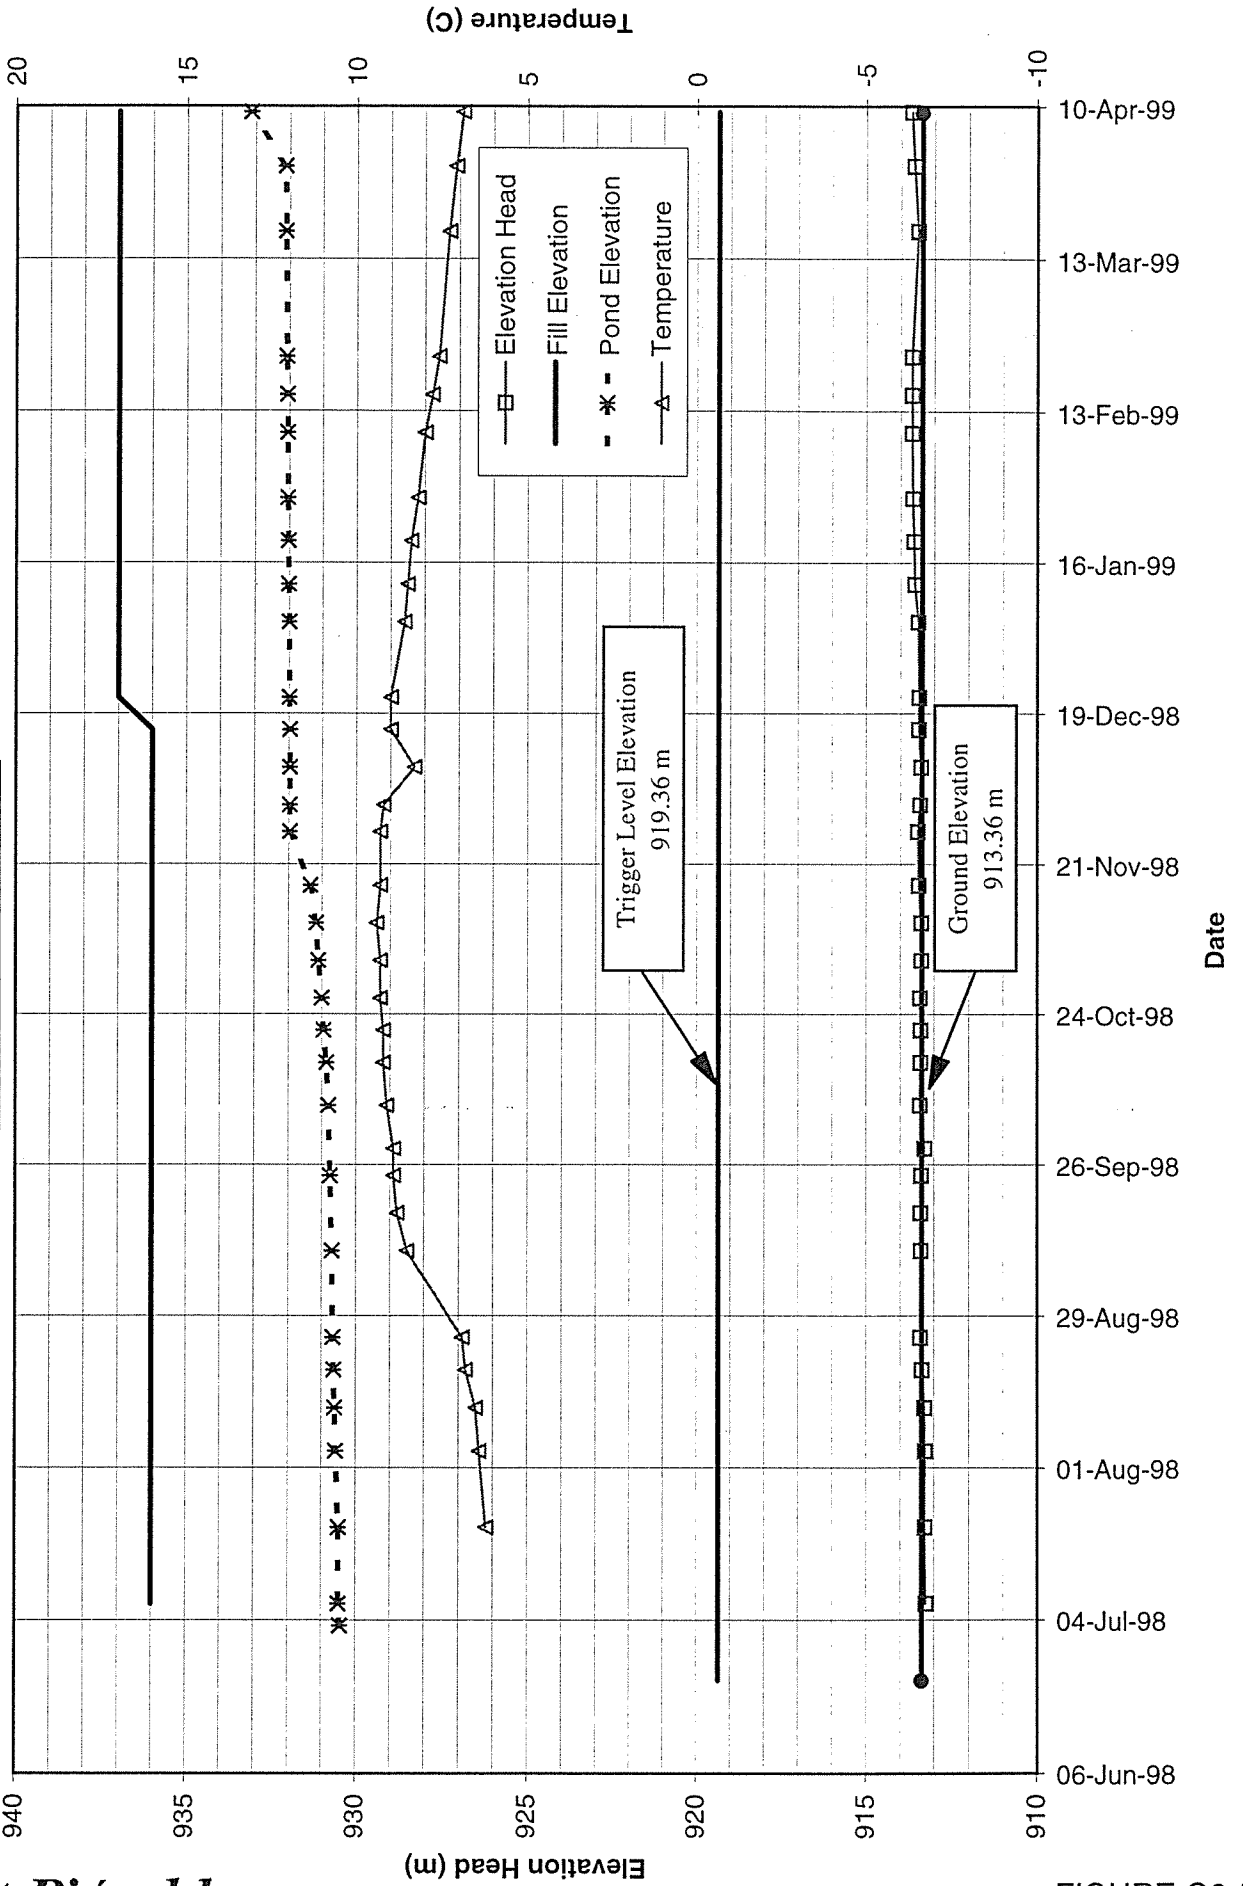 Elevation Head (m)
940
935
930
925
920
915
910
Temperature (C)
20
15
10
5
0
-5
-10
Elevation Head
Fill Elevation
Pond Elevation
Temperature
Trigger Level Elevation
919.36 m
Ground Elevation
913.36 m
06-Jun-98
04-Jul-98
01-Aug-98
29-Aug-98
26-Sep-98
24-Oct-98
21-Nov-98
19-Dec-98
16-Jan-99
13-Feb-99
13-Mar-99
10-Apr-99
Date